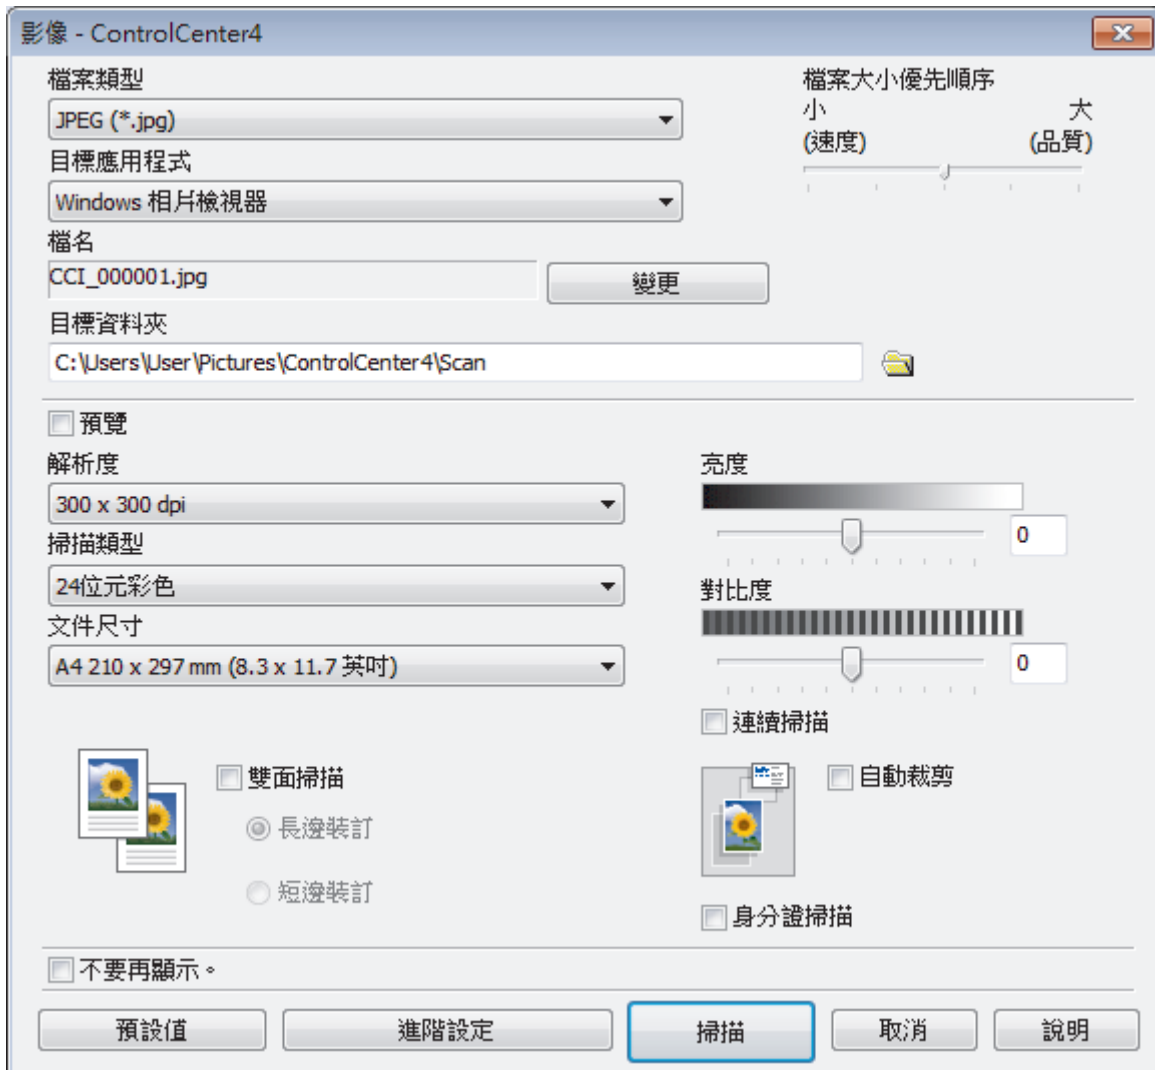 影像 - ControlCenter4
檔案類型
JPEG (*.jpg)
檔案大小優先順序
小 大
(速度) (品質)
目標應用程式
Windows 相片檢視器
檔名
CCI_000001.jpg
變更
目標資料夾
C:\Users\User\Pictures\ControlCenter4\Scan
預覽
解析度
300 x 300 dpi
掃描類型
24位元彩色
文件尺寸
A4 210 x 297 mm (8.3 x 11.7 英吋)
亮度
0
對比度
0
連續掃描
雙面掃描
長邊裝訂
短邊裝訂
自動裁剪
身分證掃描
不要再顯示。
預設值 進階設定 掃描 取消 說明